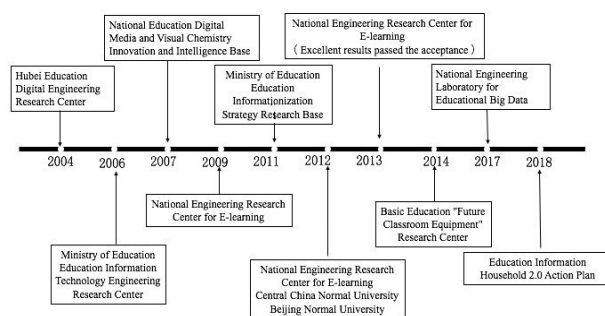 National Education Digital
Media and Visual Chemistry
Innovation and Intelligence Base
National Engineering Research Center for
E-learning
( Excellent results passed the acceptance )
Hubei Education
Digital Engineering
Research Center
Ministry of Education
Education
Informationization
Strategy Research Base
National Engineering
Laboratory for
Educational Big Data
2004 2006 2007 2009 2011 2012 2013 2014 2017 2018
National Engineering Research
Center for E-learning
Basic Education "Future
Classroom Equipment"
Research Center
Ministry of Education
Education Information
Technology Engineering
Research Center
National Engineering Research
Center for E-learning
Central China Normal University
Beijing Normal University
Education Information
Household 2.0 Action Plan